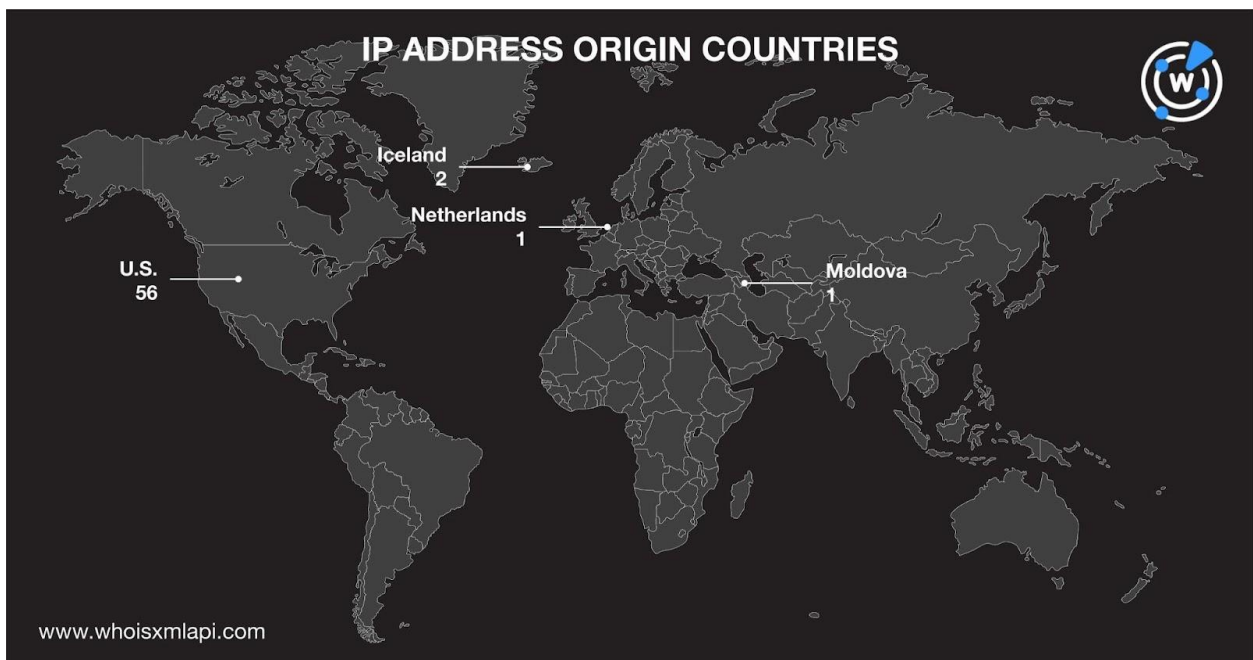 IP ADDRESS ORIGIN COUNTRIES
W
Iceland
2
Netherlands
1
U.S.
56
Moldova
1
www.whoisxmlapi.com